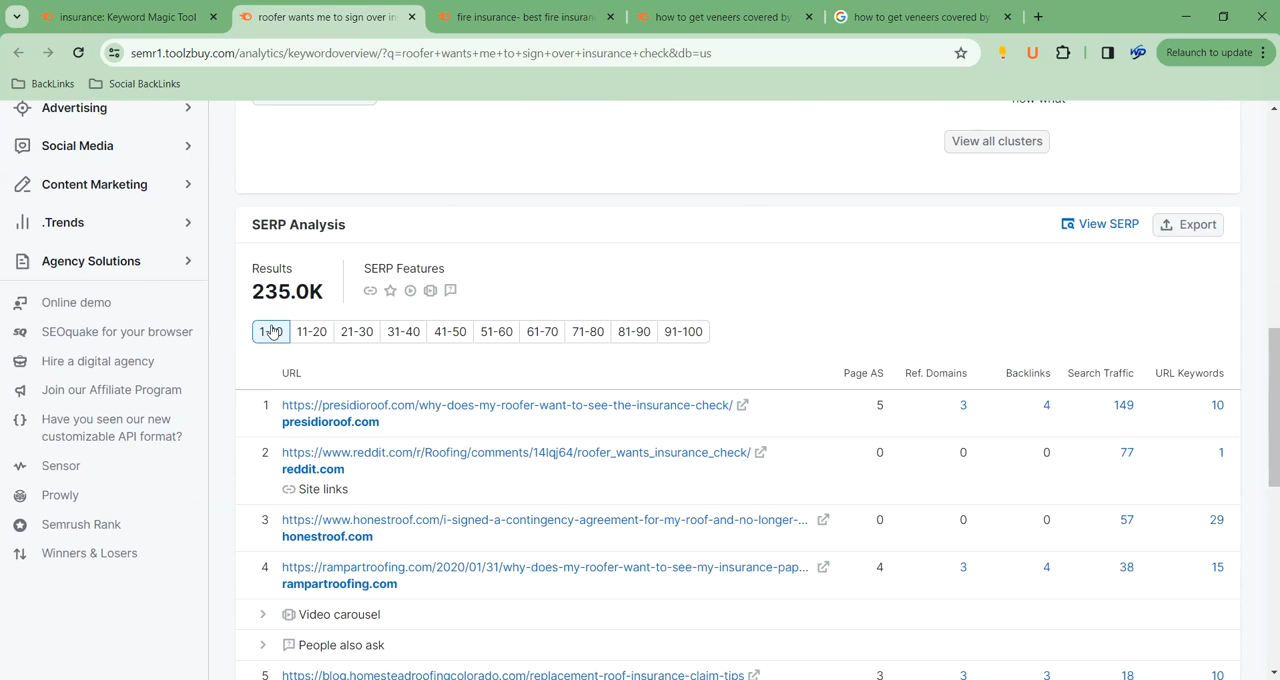 insurance: Keyword Magic Tool
roofer wants me to sign over in
fire insurance- best fire insuran
how to get veneers covered by
how to get veneers covered by
semr1.toolzbuy.com/analytics/keywordoverview/?q=roofer+wants+me+to+sign+over+insurance+check&db=us
Relaunch to update
BackLinks
Social BackLinks
Advertising
Social Media
Content Marketing
.Trends
Agency Solutions
Online demo
SEOquake for your browser
Hire a digital agency
Join our Affiliate Program
Have you seen our new
customizable API format?
Sensor
Prowly
Semrush Rank
Winners & Losers
now what
View all clusters
SERP Analysis
View SERP
Export
Results
SERP Features
235.0K
11-20 21-30 31-40 41-50 51-60 61-70 71-80 81-90 91-100
URL Page AS Ref. Domains Backlinks Search Traffic URL Keywords
1 https://presidioroof.com/why-does-my-roofer-want-to-see-the-insurance-check/ 5 3 4 149 10
presidioroof.com
2 https://www.reddit.com/r/Roofing/comments/14lqj64/roofer_wants_insurance_check/ 0 0 0 77 1
reddit.com
Site links
3 https://www.honestroof.com/i-signed-a-contingency-agreement-for-my-roof-and-no-longer-... 0 0 0 57 29
honestroof.com
4 https://rampartroofing.com/2020/01/31/why-does-my-roofer-want-to-see-my-insurance-pap... 4 3 4 38 15
rampartroofing.com
Video carousel
People also ask
5 https://blog.homesteadroofingcolorado.com/replacement-roof-insurance-claim-tips 3 3 3 18 10